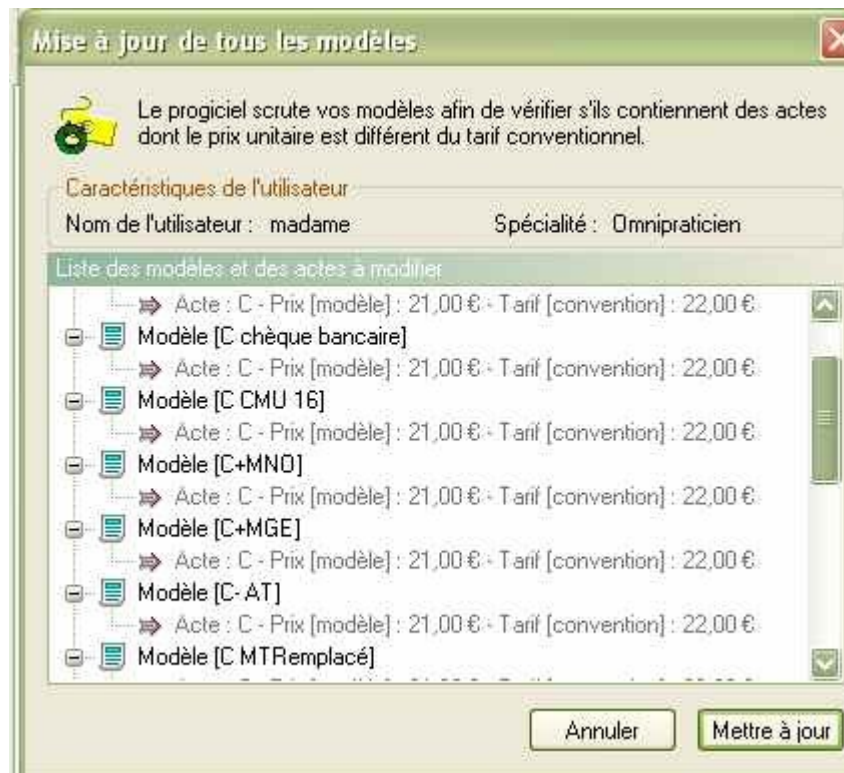 Mise à jour de tous les modèles
Le progiciel scrute vos modèles afin de vérifier s'ils contiennent des actes
dont le prix unitaire est différent du tarif conventionnel.
Caractéristiques de l'utilisateur
Nom de l'utilisateur : madame Spécialité : Omnipraticien
Liste des modèles et des actes à modifier
Acte : C - Prix [modèle] : 21,00 € - Tarif [convention] : 22,00 €
Modèle [C chèque bancaire]
Acte : C - Prix [modèle] : 21,00 € - Tarif [convention] : 22,00 €
Modèle [C CMU 16]
Acte : C - Prix [modèle] : 21,00 € - Tarif [convention] : 22,00 €
Modèle [C+MNO]
Acte : C - Prix [modèle] : 21,00 € - Tarif [convention] : 22,00 €
Modèle [C+MGE]
Acte : C - Prix [modèle] : 21,00 € - Tarif [convention] : 22,00 €
Modèle [C- AT]
Acte : C - Prix [modèle] : 21,00 € - Tarif [convention] : 22,00 €
Modèle [C MTRemplacé]
Annuler Mettre à jour